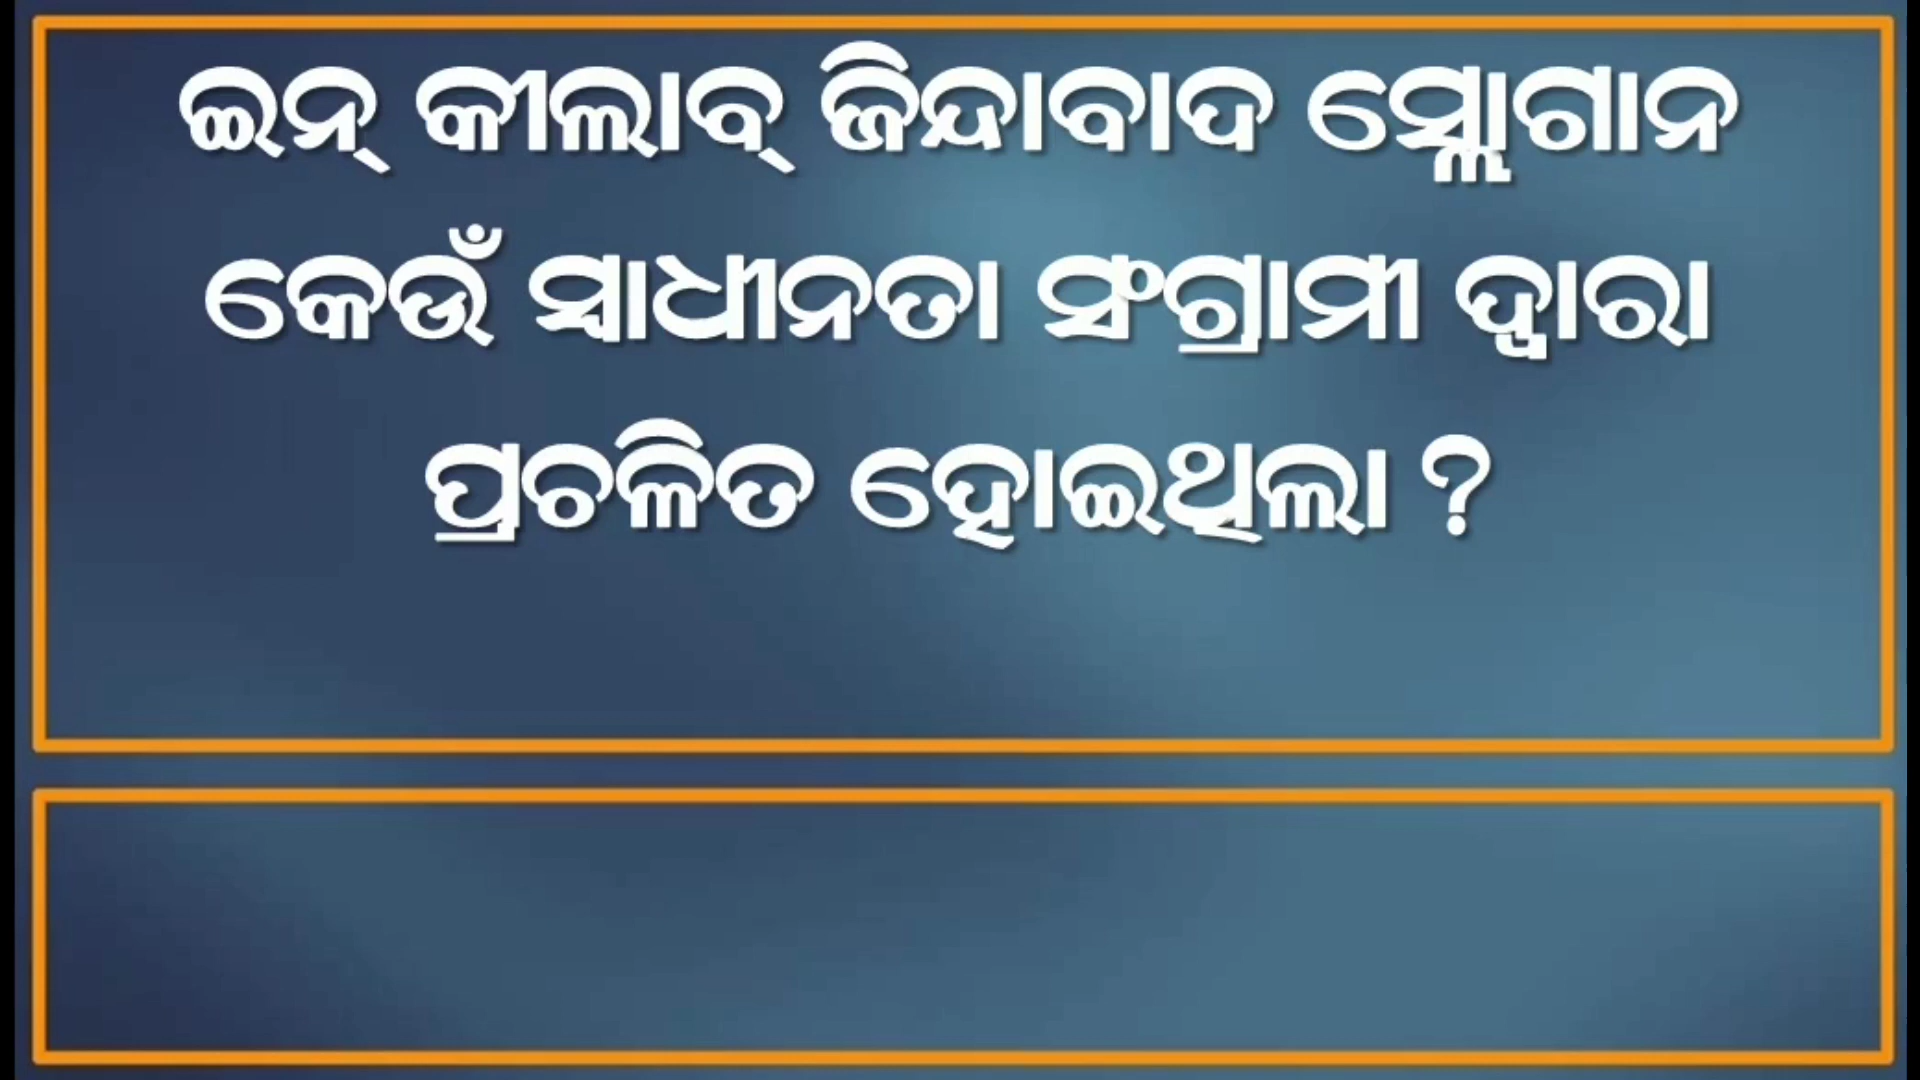 ଇନ୍ କୀଲାବ୍ ଜିନ୍ଦାବାଦ ସ୍ଲୋଗାନ
କେଉଁ ସ୍ଵାଧୀନତା ସଂଗ୍ରାମୀ ଦ୍ୱାରା
ପ୍ରଚଳିତ ହୋଇଥିଲା ?